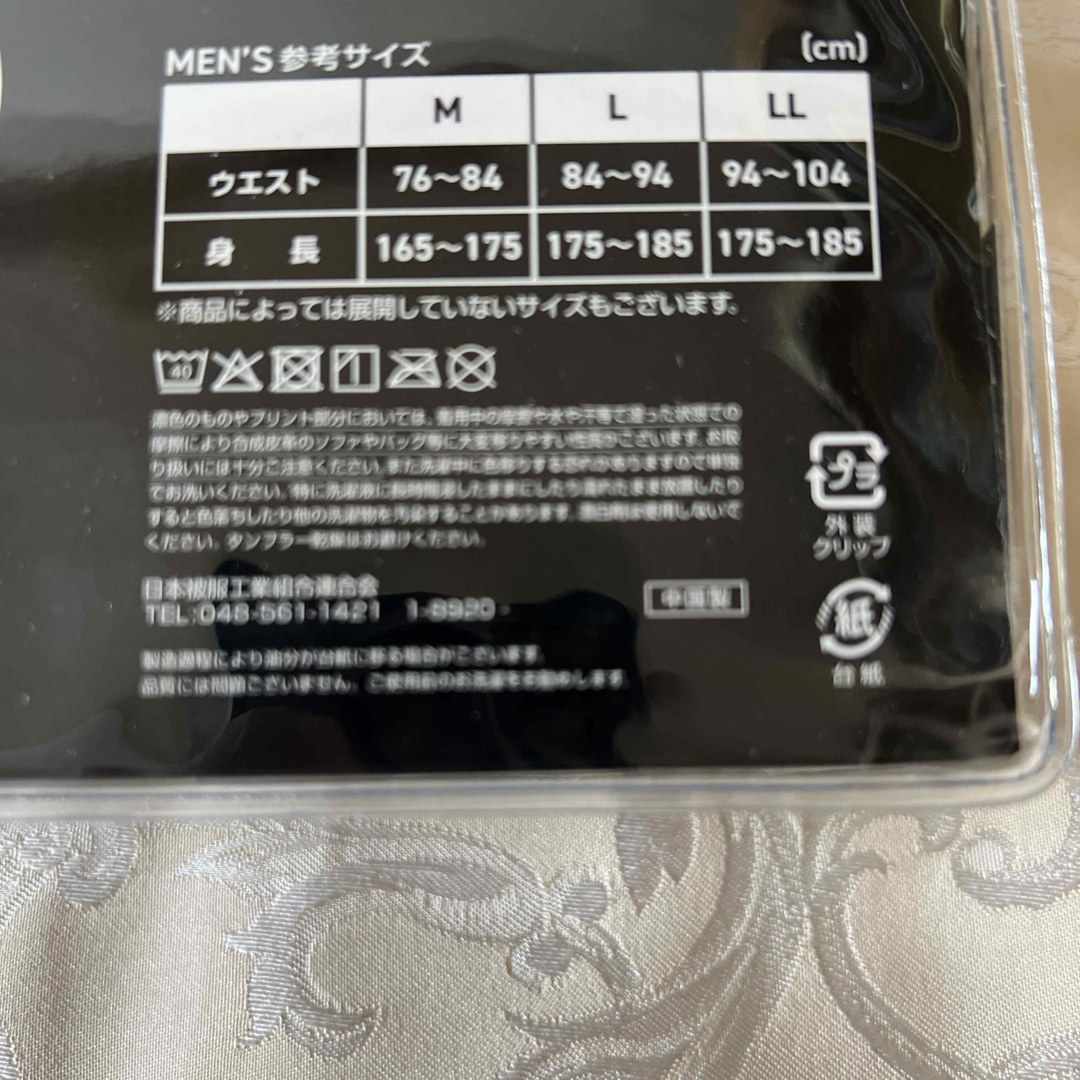 MEN'S 参考サイズ (cm)
M L LL
ウエスト 76〜84 84〜94 94〜104
身長 165〜175 175〜185 175〜185
※商品によっては展開していないサイズもございます。
40
濃色のものやプリント部分においては、着用中の摩擦や水や汗等で湿った状態での
摩擦により合成皮革のソファやバッグ等に大変移りやすい性質がございます。お取
り扱いには十分ご注意ください。また洗濯中に色移りする恐れがありますので単独
でお洗いください。特に洗濯液に長時間浸したままにしたり濡れたまま放置したり
すると色落ちしたり他の洗濯物を汚染することがあります。漂白剤は使用しないで
ください。タンブラー乾燥はお避けください。
プラ
外装
グリップ
日本被服工業組合連合会
TEL:048-561-1421 1-8920-
中国製
紙
台紙
製造過程により油分が台紙に移る場合がございます。
品質には問題ございません。ご使用前のお洗濯をお勧めします。